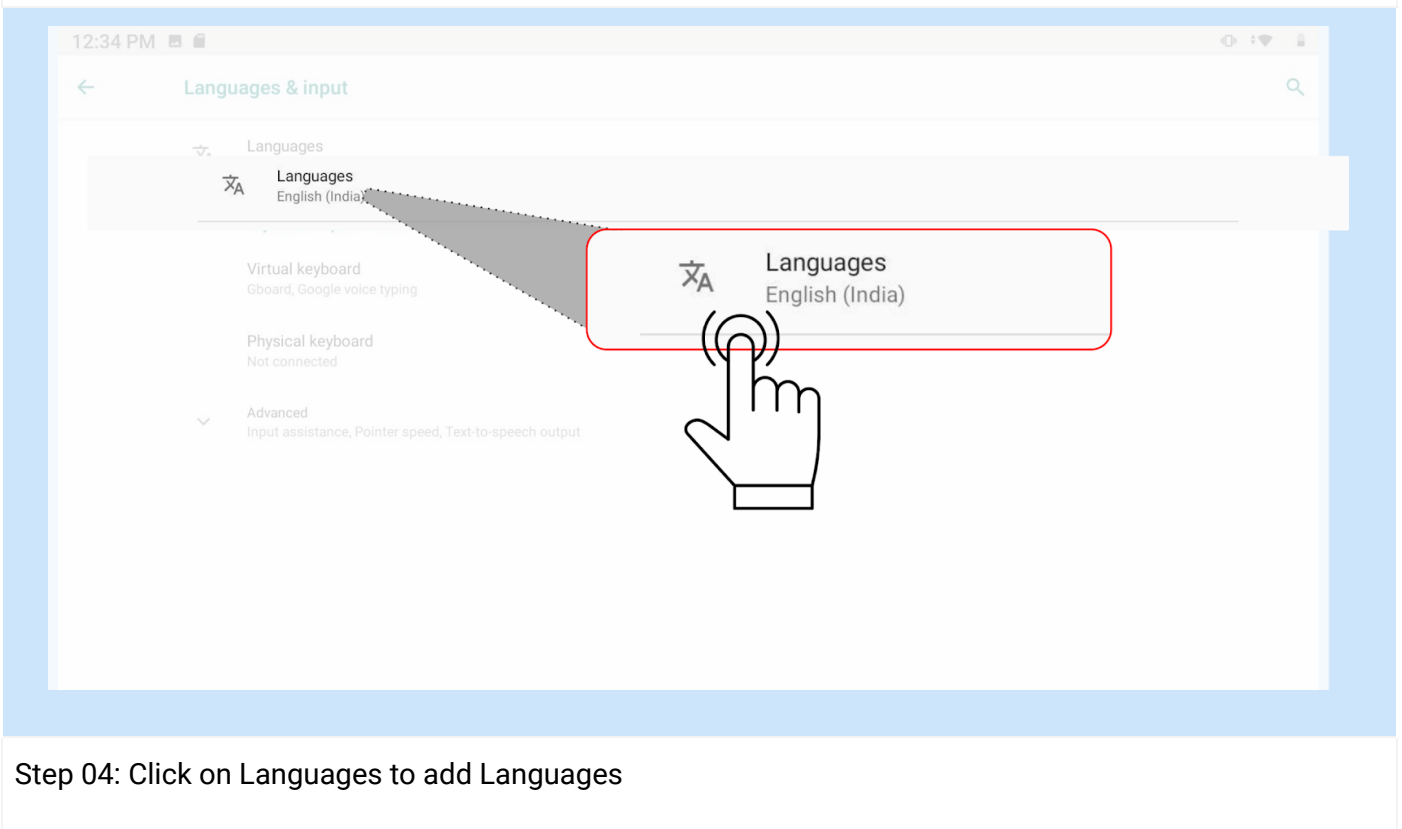 12:34 PM
Languages & input
Languages
Languages
English (India)
Languages
English (India)
Virtual keyboard
Gboard, Google voice typing
Physical keyboard
Not connected
Advanced
Input assistance, Pointer speed, Text-to-speech output
Step 04: Click on Languages to add Languages